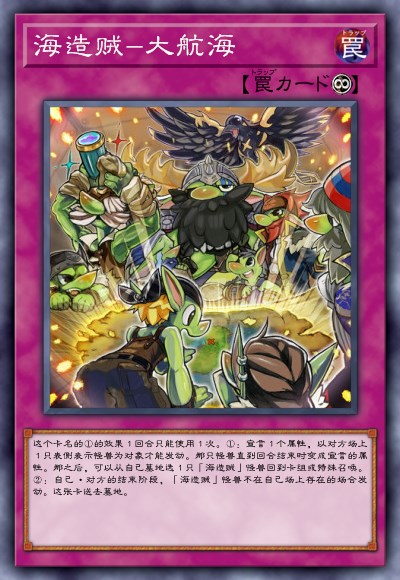 海造贼-大航海
トラップ
罠
トラップ
【罠カード】
这个卡名的①的效果1回合只能使用1次。①：宣言1个属性，以对方场上
1只表侧表示怪兽为对象才能发动。那只怪兽直到回合结束时变成宣言的属
性。那之后，可以从自己墓地选1只「海造贼」怪兽回到卡组或特殊召唤。
②：自己·对方的结束阶段，「海造贼」怪兽不在自己场上存在的场合发
动。这张卡送去墓地。